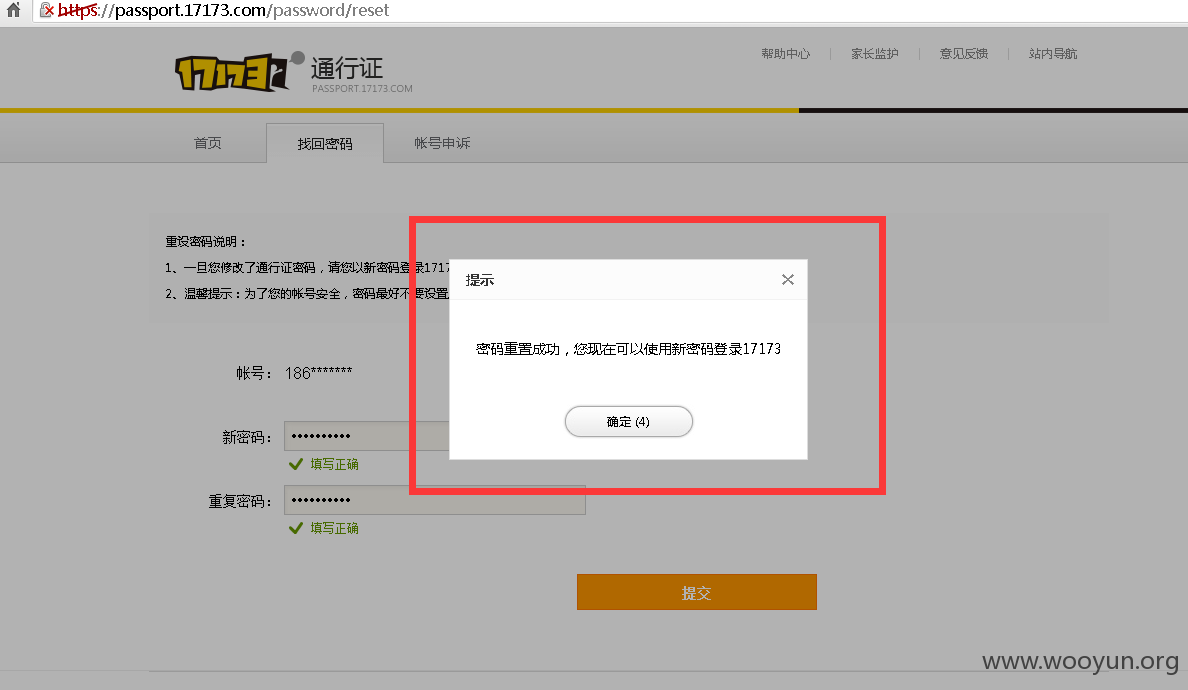 https://passport.17173.com/password/reset
帮助中心 | 家长监护 | 意见反馈 | 站内导航
17173 通行证
PASSPORT.17173.COM
首页 找回密码 帐号申诉
重设密码说明：
1、一旦您修改了通行证密码，请您以新密码登录1717
2、温馨提示：为了您的帐号安全，密码最好不要设置
提示
密码重置成功，您现在可以使用新密码登录17173
确定 (4)
帐号： 186*******
新密码： ••••••••••
填写正确
重复密码： ••••••••••
填写正确
提交
www.wooyun.org